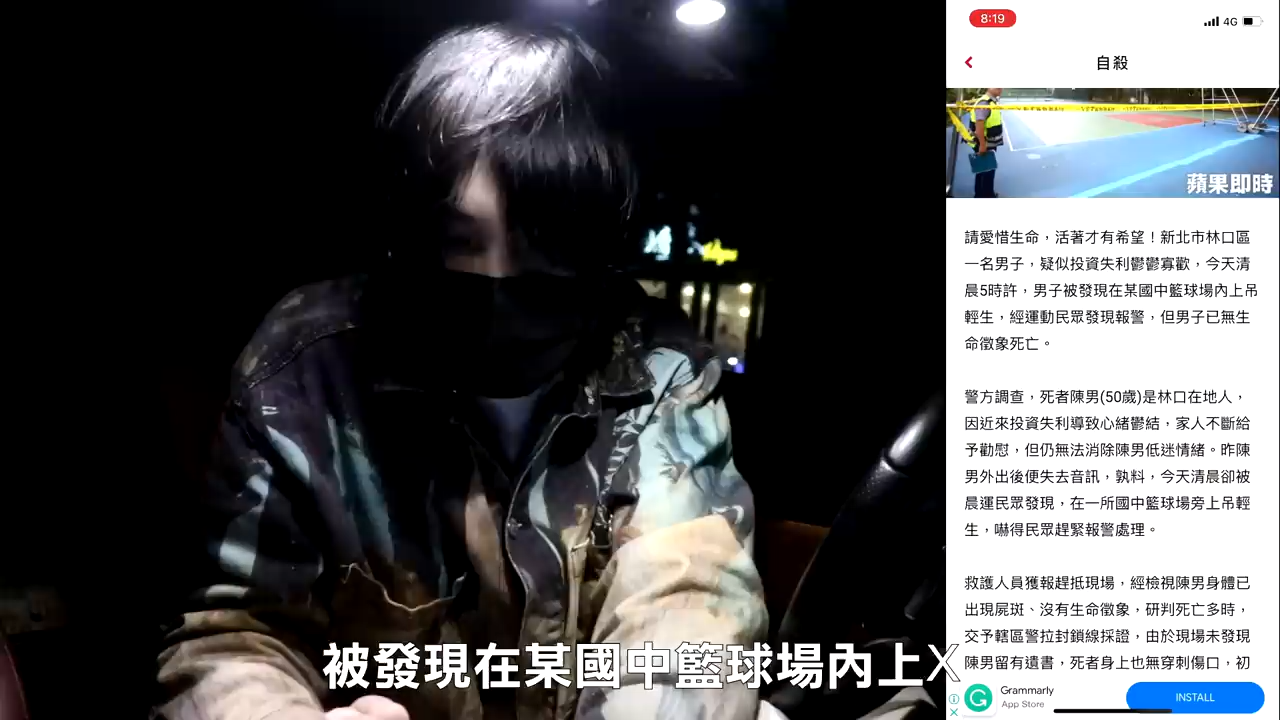 8:19
4G
自殺
蘋果即時
請愛惜生命，活著才有希望！新北市林口區
一名男子，疑似投資失利鬱鬱寡歡，今天清
晨5時許，男子被發現在某國中籃球場內上吊
輕生，經運動民眾發現報警，但男子已無生
命徵象死亡。
警方調查，死者陳男(50歲)是林口在地人，
因近來投資失利導致心緒鬱結，家人不斷給
予勸慰，但仍無法消除陳男低迷情緒。昨陳
男外出後便失去音訊，孰料，今天清晨卻被
晨運民眾發現，在一所國中籃球場旁上吊輕
生，嚇得民眾趕緊報警處理。
救護人員獲報趕抵現場，經檢視陳男身體已
出現屍斑、沒有生命徵象，研判死亡多時，
交予轄區警拉封鎖線採證，由於現場未發現
陳男留有遺書，死者身上也無穿刺傷口，初
被發現在某國中籃球場內上X
Grammarly
App Store
INSTALL